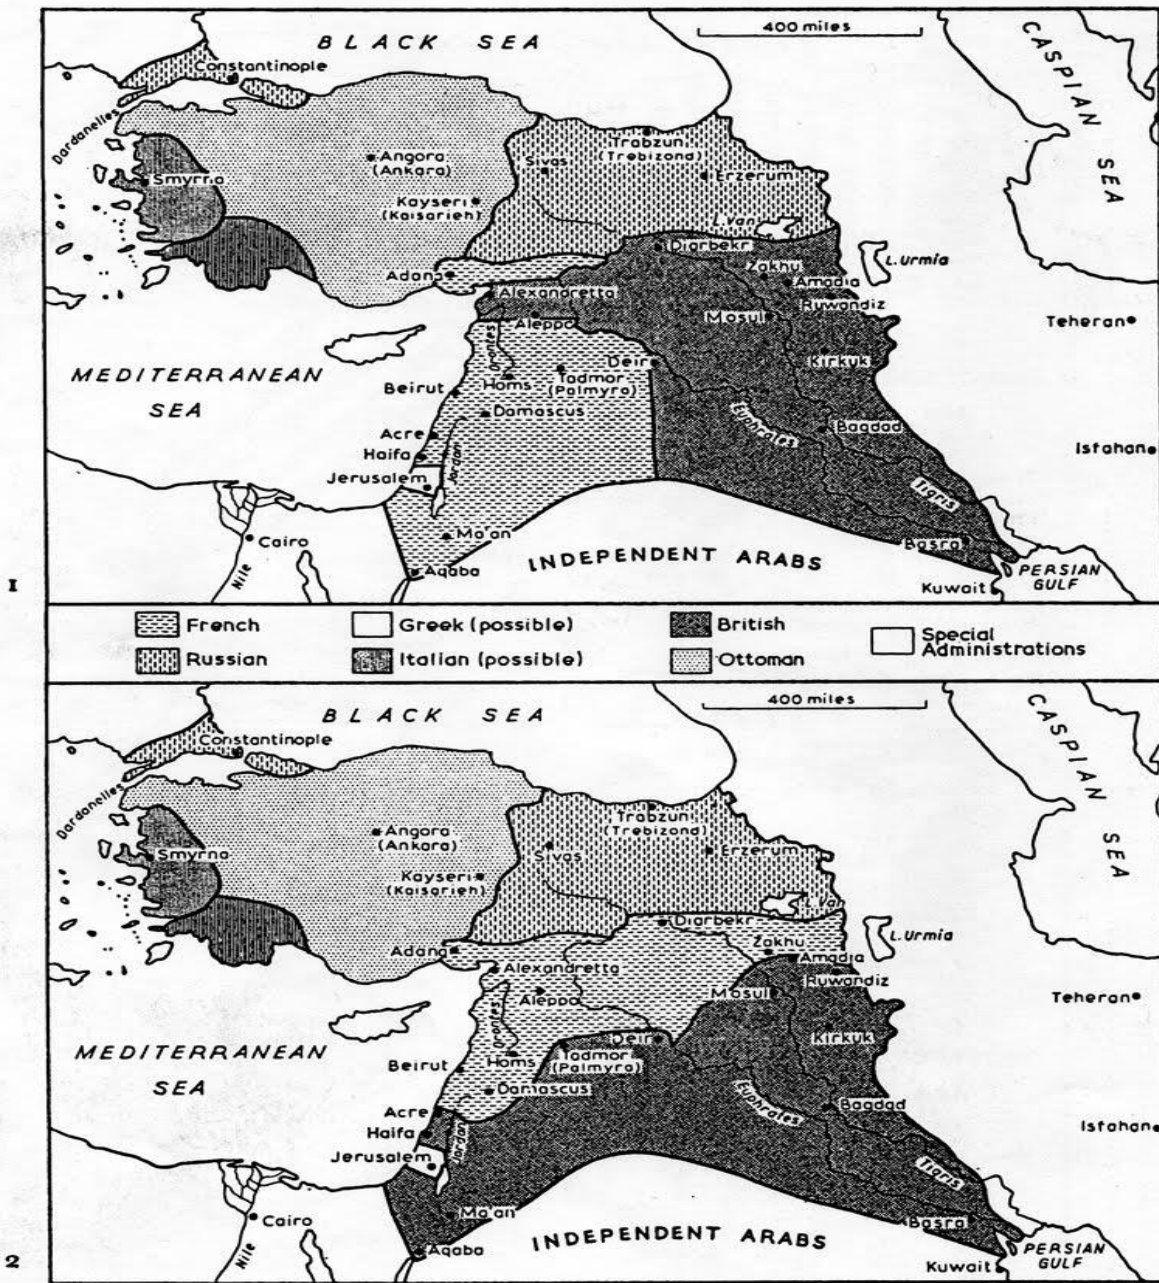 400 miles
BLACK SEA
CASPIAN SEA
Constantinople
Dardanelles
Trabzun
(Trebizond)
Angora
(Ankara)
Sivas
Erzerum
Smyrna
Kayseri
(Kaisarieh)
L. Van
Diarbekr
L. Urmia
Zakhu
Adana
Amadia
Alexandretta
Ruwandiz
Aleppo
Mosul
Teheran
Orontes
Deir
Kirkuk
MEDITERRANEAN
SEA
Homs
Tadmor
(Palmyra)
Beirut
Damascus
Euphrates
Bagdad
Acre
Haifa
Jordan
Isfahan
Jerusalem
Tigris
Ma'an
Cairo
Basra
INDEPENDENT ARABS
Aqaba
Nile
PERSIAN
GULF
Kuwait
1
French
Greek (possible)
British
Special
Administrations
Russian
Italian (possible)
Ottoman
400 miles
BLACK SEA
CASPIAN SEA
Constantinople
Dardanelles
Trabzun
(Trebizond)
Angora
(Ankara)
Sivas
Erzerum
Smyrna
Kayseri
(Kaisarieh)
L. Van
Diarbekr
L. Urmia
Zakhu
Adana
Amadia
Alexandretta
Ruwandiz
Aleppo
Mosul
Teheran
Orontes
Deir
Kirkuk
MEDITERRANEAN
SEA
Homs
Tadmor
(Palmyra)
Beirut
Damascus
Euphrates
Bagdad
Acre
Haifa
Jordan
Isfahan
Jerusalem
Tigris
Ma'an
Cairo
Basra
INDEPENDENT ARABS
Aqaba
Nile
PERSIAN
GULF
Kuwait
2